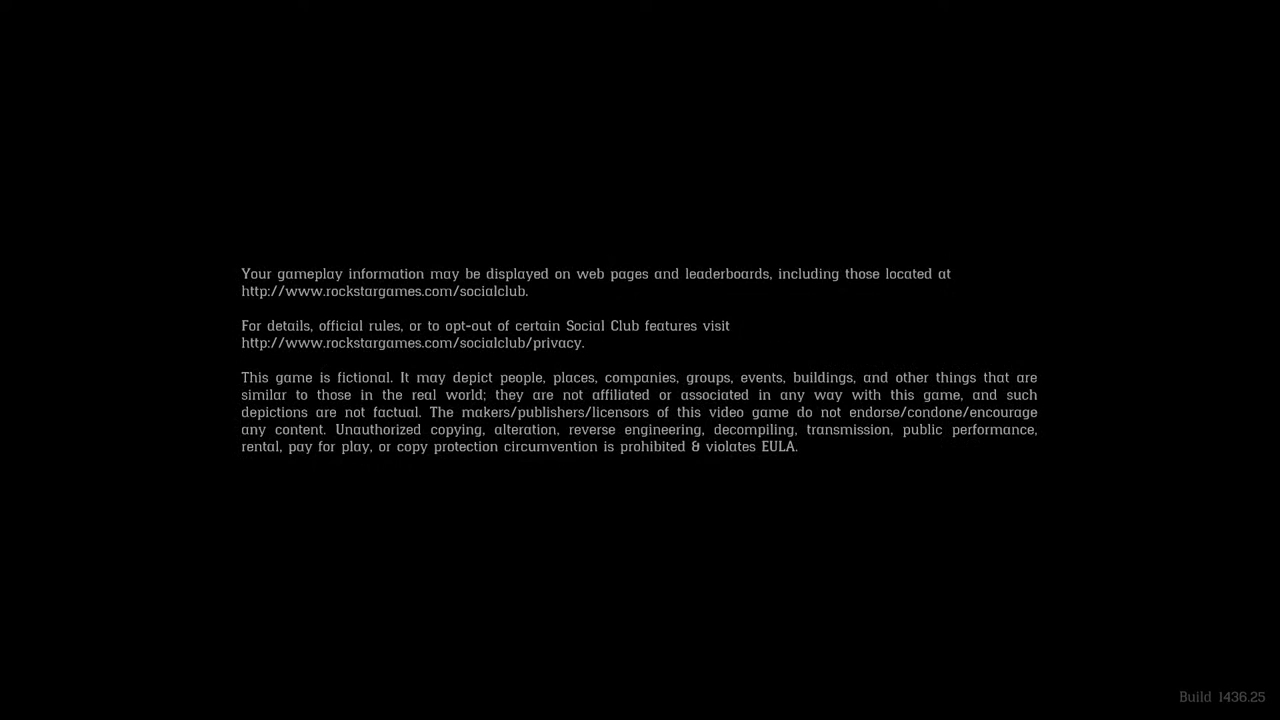 Your gameplay information may be displayed on web pages and leaderboards, including those located at
http://www.rockstargames.com/socialclub.
For details, official rules, or to opt-out of certain Social Club features visit
http://www.rockstargames.com/socialclub/privacy.
This game is fictional. It may depict people, places, companies, groups, events, buildings, and other things that are
similar to those in the real world; they are not affiliated or associated in any way with this game, and such
depictions are not factual. The makers/publishers/licensors of this video game do not endorse/condone/encourage
any content. Unauthorized copying, alteration, reverse engineering, decompiling, transmission, public performance,
rental, pay for play, or copy protection circumvention is prohibited & violates EULA.
Build 1436.25